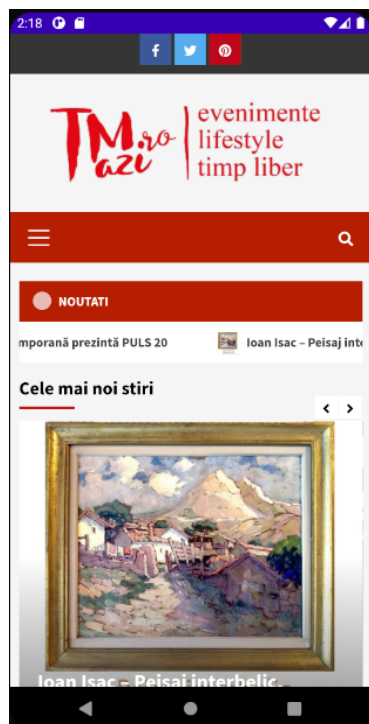 2:18
f
TM.ro
azi
evenimente
lifestyle
timp liber
NOUTATI
mporană prezintă PULS 20
Ioan Isac – Peisaj inte
Cele mai noi stiri
Ioan Isac – Peisaj interbelic,